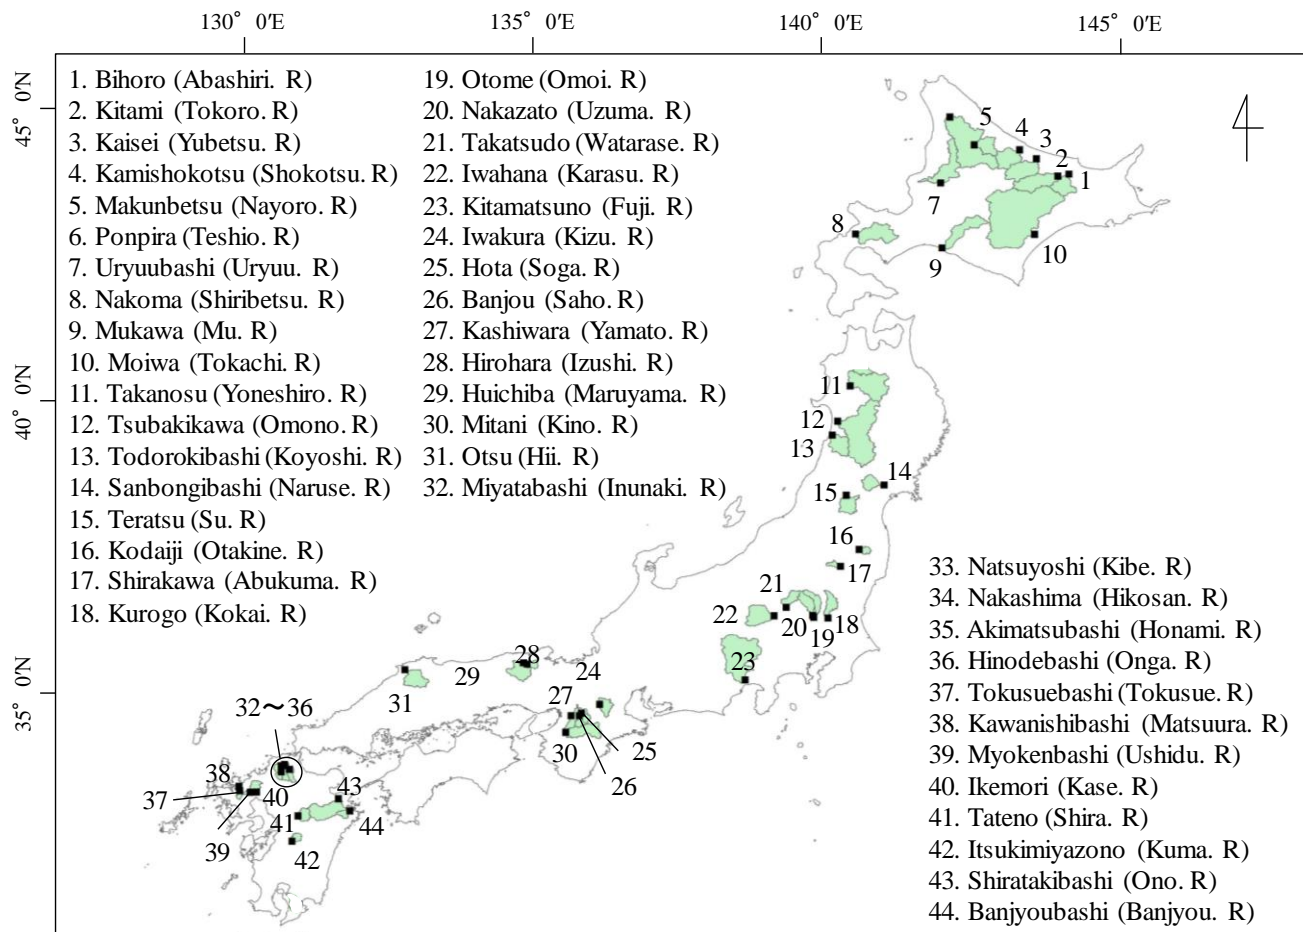 130° 0'E
135° 0'E
140° 0'E
145° 0'E
45° 0'N
40° 0'N
35° 0'N
1. Bihoro (Abashiri. R)
2. Kitami (Tokoro. R)
3. Kaisei (Yubetsu. R)
4. Kamishokotsu (Shokotsu. R)
5. Makunbetsu (Nayoro. R)
6. Ponpira (Teshio. R)
7. Uryuubashi (Uryuu. R)
8. Nakoma (Shiribetsu. R)
9. Mukawa (Mu. R)
10. Moiwa (Tokachi. R)
11. Takanosu (Yoneshiro. R)
12. Tsubakikawa (Omono. R)
13. Todorokibashi (Koyoshi. R)
14. Sanbongibashi (Naruse. R)
15. Teratsu (Su. R)
16. Kodaiji (Otakine. R)
17. Shirakawa (Abukuma. R)
18. Kurogo (Kokai. R)
19. Otome (Omoi. R)
20. Nakazato (Uzuma. R)
21. Takatsudo (Watarase. R)
22. Iwahana (Karasu. R)
23. Kitamatsuno (Fuji. R)
24. Iwakura (Kizu. R)
25. Hota (Soga. R)
26. Banjou (Saho. R)
27. Kashiwara (Yamato. R)
28. Hirohara (Izushi. R)
29. Huichiba (Maruyama. R)
30. Mitani (Kino. R)
31. Otsu (Hii. R)
32. Miyatabashi (Inunaki. R)
33. Natsuyoshi (Kibe. R)
34. Nakashima (Hikosan. R)
35. Akimatsubashi (Honami. R)
36. Hinodebashi (Onga. R)
37. Tokusuebashi (Tokusue. R)
38. Kawanishibashi (Matsuura. R)
39. Myokenbashi (Ushidu. R)
40. Ikemori (Kase. R)
41. Tateno (Shira. R)
42. Itsukimiyazono (Kuma. R)
43. Shiratakibashi (Ono. R)
44. Banjyoubashi (Banjyou. R)
5
4
3
2
1
7
8
9
10
11
12
13
14
15
16
17
21
22
20
19
18
23
28
29
24
31
27
32～36
30
25
26
38
37
40
43
41
44
39
42